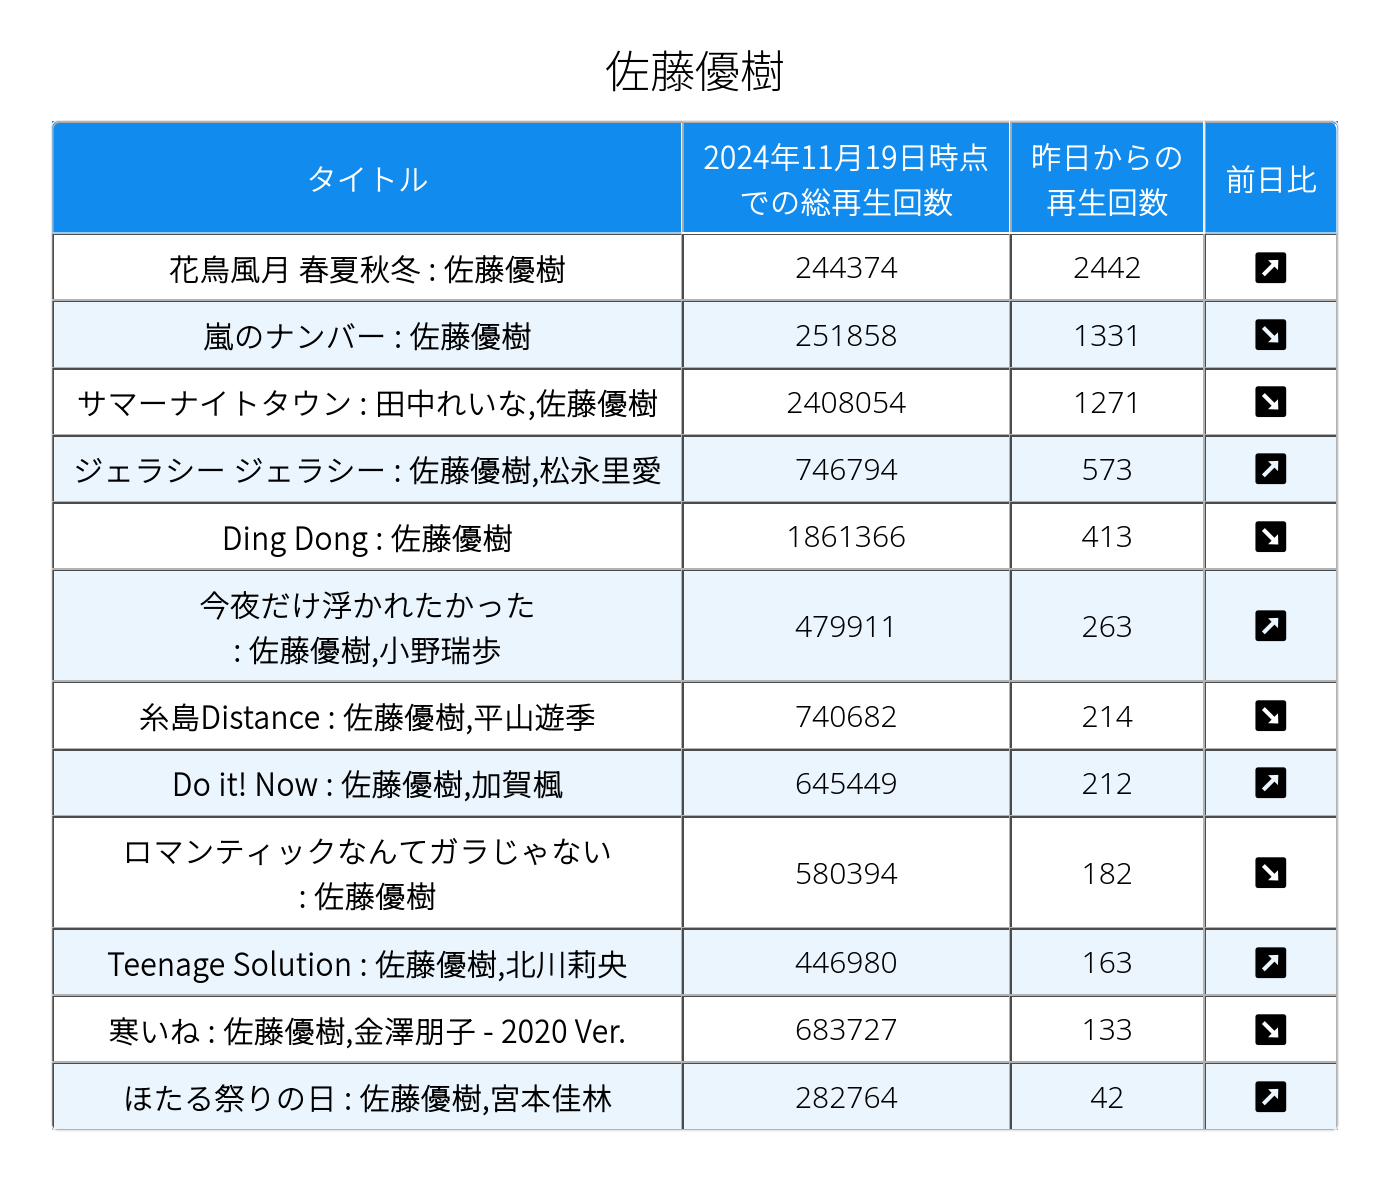 佐藤優樹
タイトル
2024年11月19日時点
での総再生回数
昨日からの
再生回数
前日比
花鳥風月 春夏秋冬 : 佐藤優樹
244374
2442
嵐のナンバー : 佐藤優樹
251858
1331
サマーナイトタウン : 田中れいな,佐藤優樹
2408054
1271
ジェラシー ジェラシー : 佐藤優樹,松永里愛
746794
573
Ding Dong : 佐藤優樹
1861366
413
今夜だけ浮かれたかった
: 佐藤優樹,小野瑞歩
479911
263
糸島Distance : 佐藤優樹,平山遊季
740682
214
Do it! Now : 佐藤優樹,加賀楓
645449
212
ロマンティックなんてガラじゃない
: 佐藤優樹
580394
182
Teenage Solution : 佐藤優樹,北川莉央
446980
163
寒いね : 佐藤優樹,金澤朋子 - 2020 Ver.
683727
133
ほたる祭りの日 : 佐藤優樹,宮本佳林
282764
42